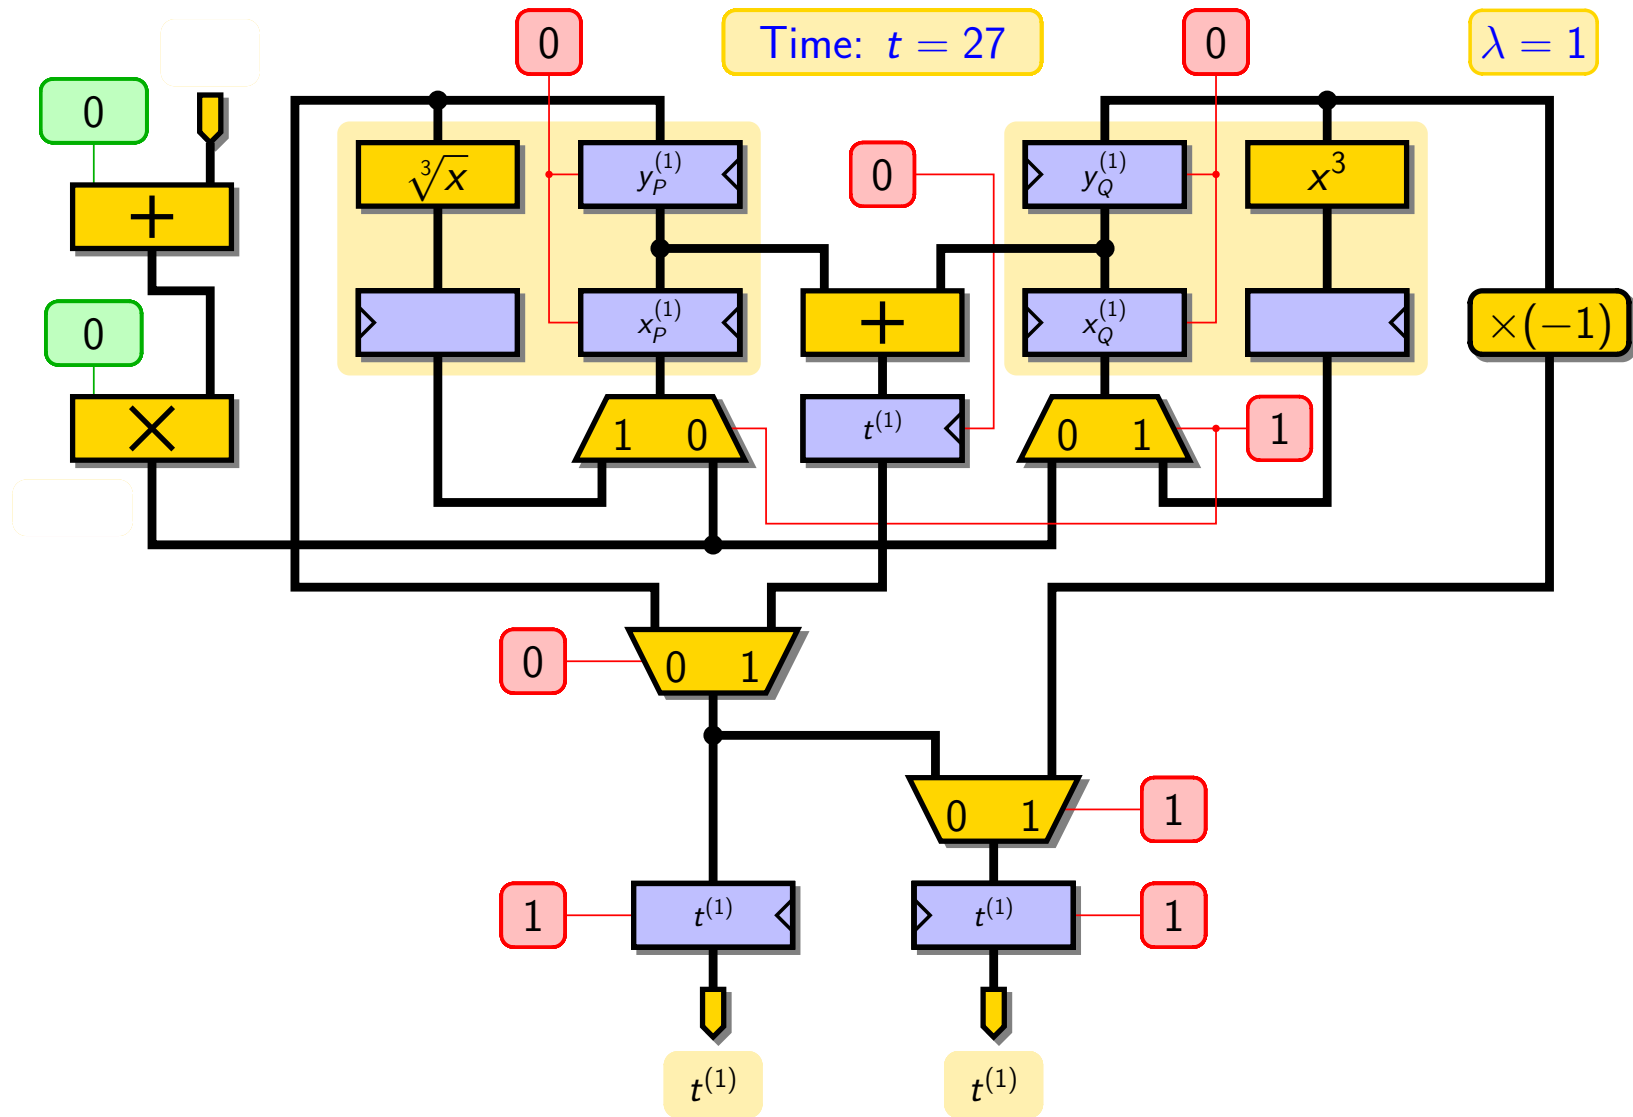 0 Time: t = 27 0 λ = 1
0
+ ∛x y_P^(1) 0 y_Q^(1) x³
0 x_P^(1) + x_Q^(1) ×(−1)
× 1 0 t^(1) 0 1 1
0 0 1
0 1 1
1 t^(1) t^(1) 1
t^(1) t^(1)